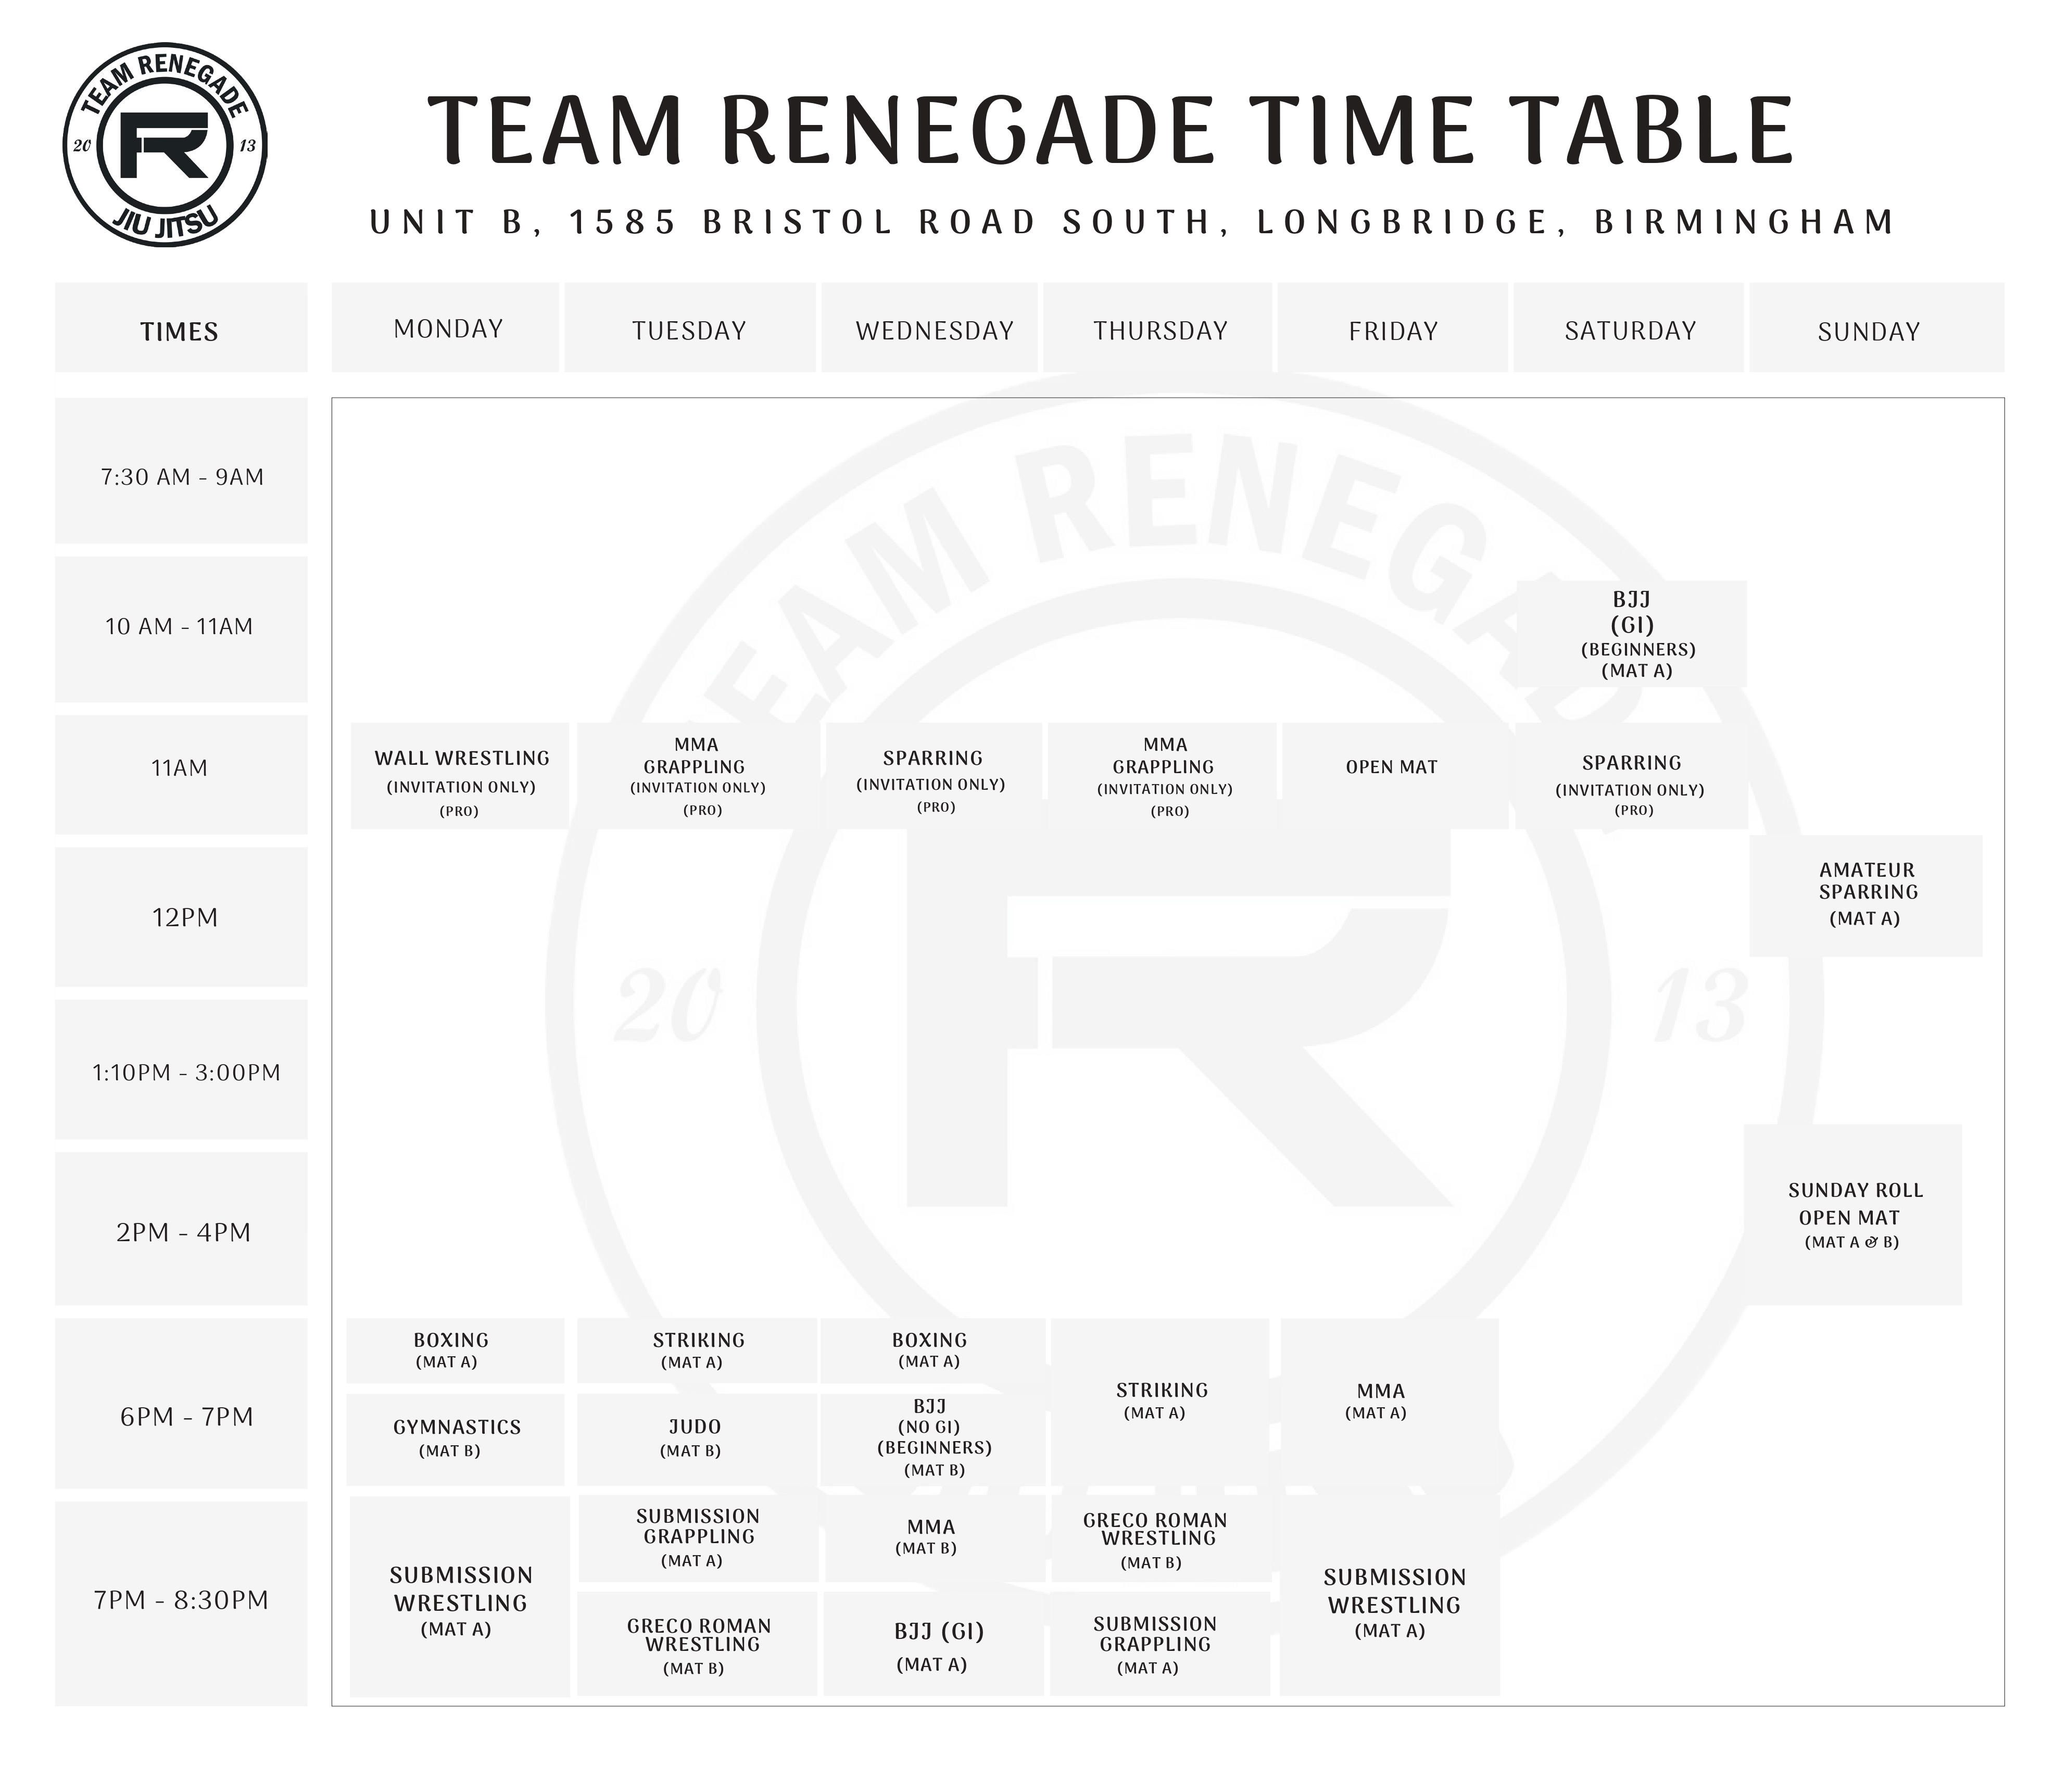 TEAM RENEGADE
20 13
JIU JITSU
TEAM RENEGADE TIME TABLE
UNIT B, 1585 BRISTOL ROAD SOUTH, LONGBRIDGE, BIRMINGHAM
TIMES
MONDAY
TUESDAY
WEDNESDAY
THURSDAY
FRIDAY
SATURDAY
SUNDAY
TEAM RENEGA
20 13
7:30 AM - 9AM
10 AM - 11AM
BJJ
(GI)
(BEGINNERS)
(MAT A)
11AM
WALL WRESTLING
(INVITATION ONLY)
(PRO)
MMA
GRAPPLING
(INVITATION ONLY)
(PRO)
SPARRING
(INVITATION ONLY)
(PRO)
MMA
GRAPPLING
(INVITATION ONLY)
(PRO)
OPEN MAT
SPARRING
(INVITATION ONLY)
(PRO)
12PM
AMATEUR
SPARRING
(MAT A)
1:10PM - 3:00PM
2PM - 4PM
SUNDAY ROLL
OPEN MAT
(MAT A & B)
6PM - 7PM
BOXING
(MAT A)
GYMNASTICS
(MAT B)
STRIKING
(MAT A)
JUDO
(MAT B)
BOXING
(MAT A)
BJJ
(NO GI)
(BEGINNERS)
(MAT B)
STRIKING
(MAT A)
MMA
(MAT A)
7PM - 8:30PM
SUBMISSION
WRESTLING
(MAT A)
SUBMISSION
GRAPPLING
(MAT A)
GRECO ROMAN
WRESTLING
(MAT B)
MMA
(MAT B)
BJJ (GI)
(MAT A)
GRECO ROMAN
WRESTLING
(MAT B)
SUBMISSION
GRAPPLING
(MAT A)
SUBMISSION
WRESTLING
(MAT A)